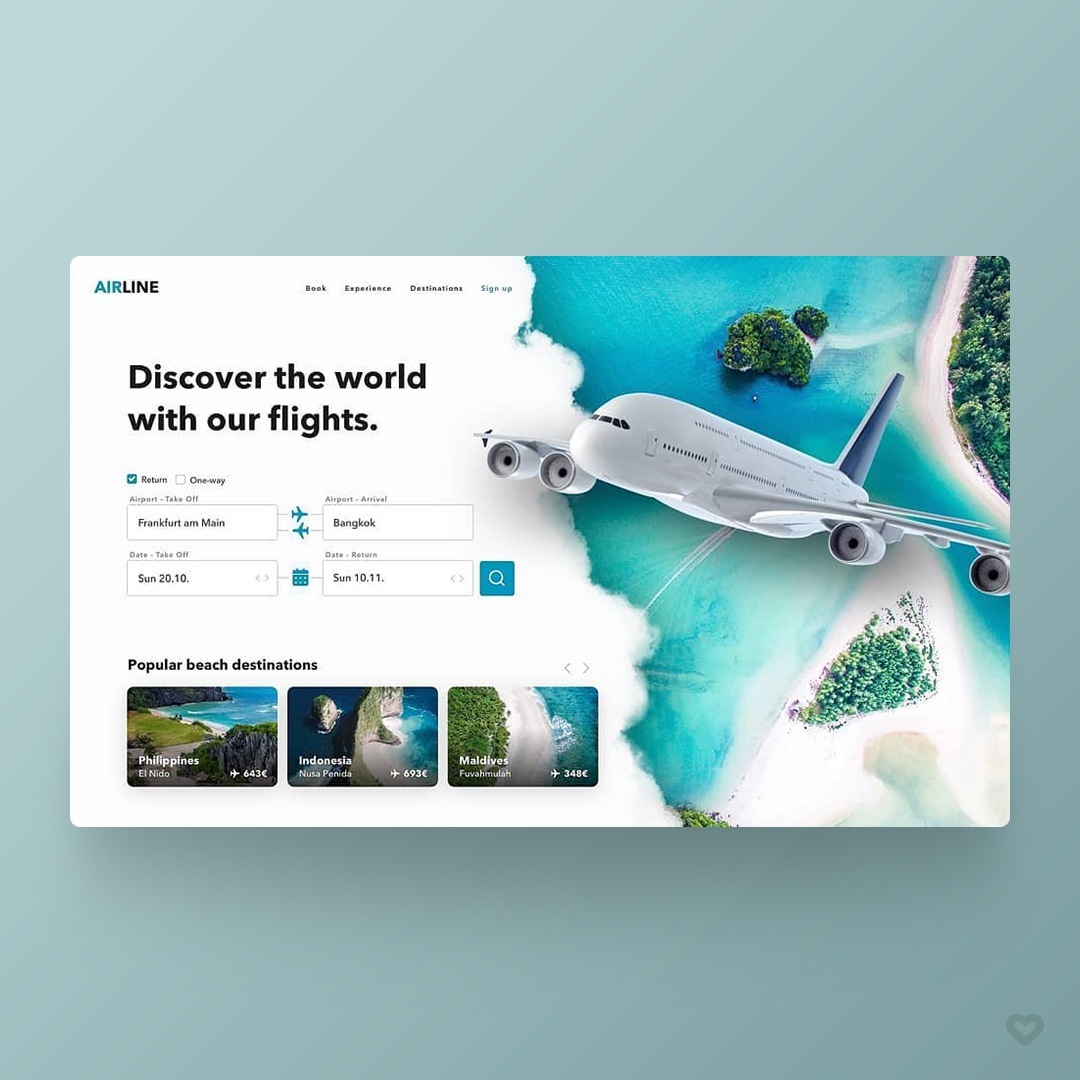 AIRLINE
Book Experience Destinations Sign up
Discover the world
with our flights.
Return One-way
Airport - Take Off Airport - Arrival
Frankfurt am Main Bangkok
Date - Take Off Date - Return
Sun 20.10. Sun 10.11.
Popular beach destinations
Philippines
El Nido 643€
Indonesia
Nusa Penida 693€
Maldives
Fuvahmulah 348€